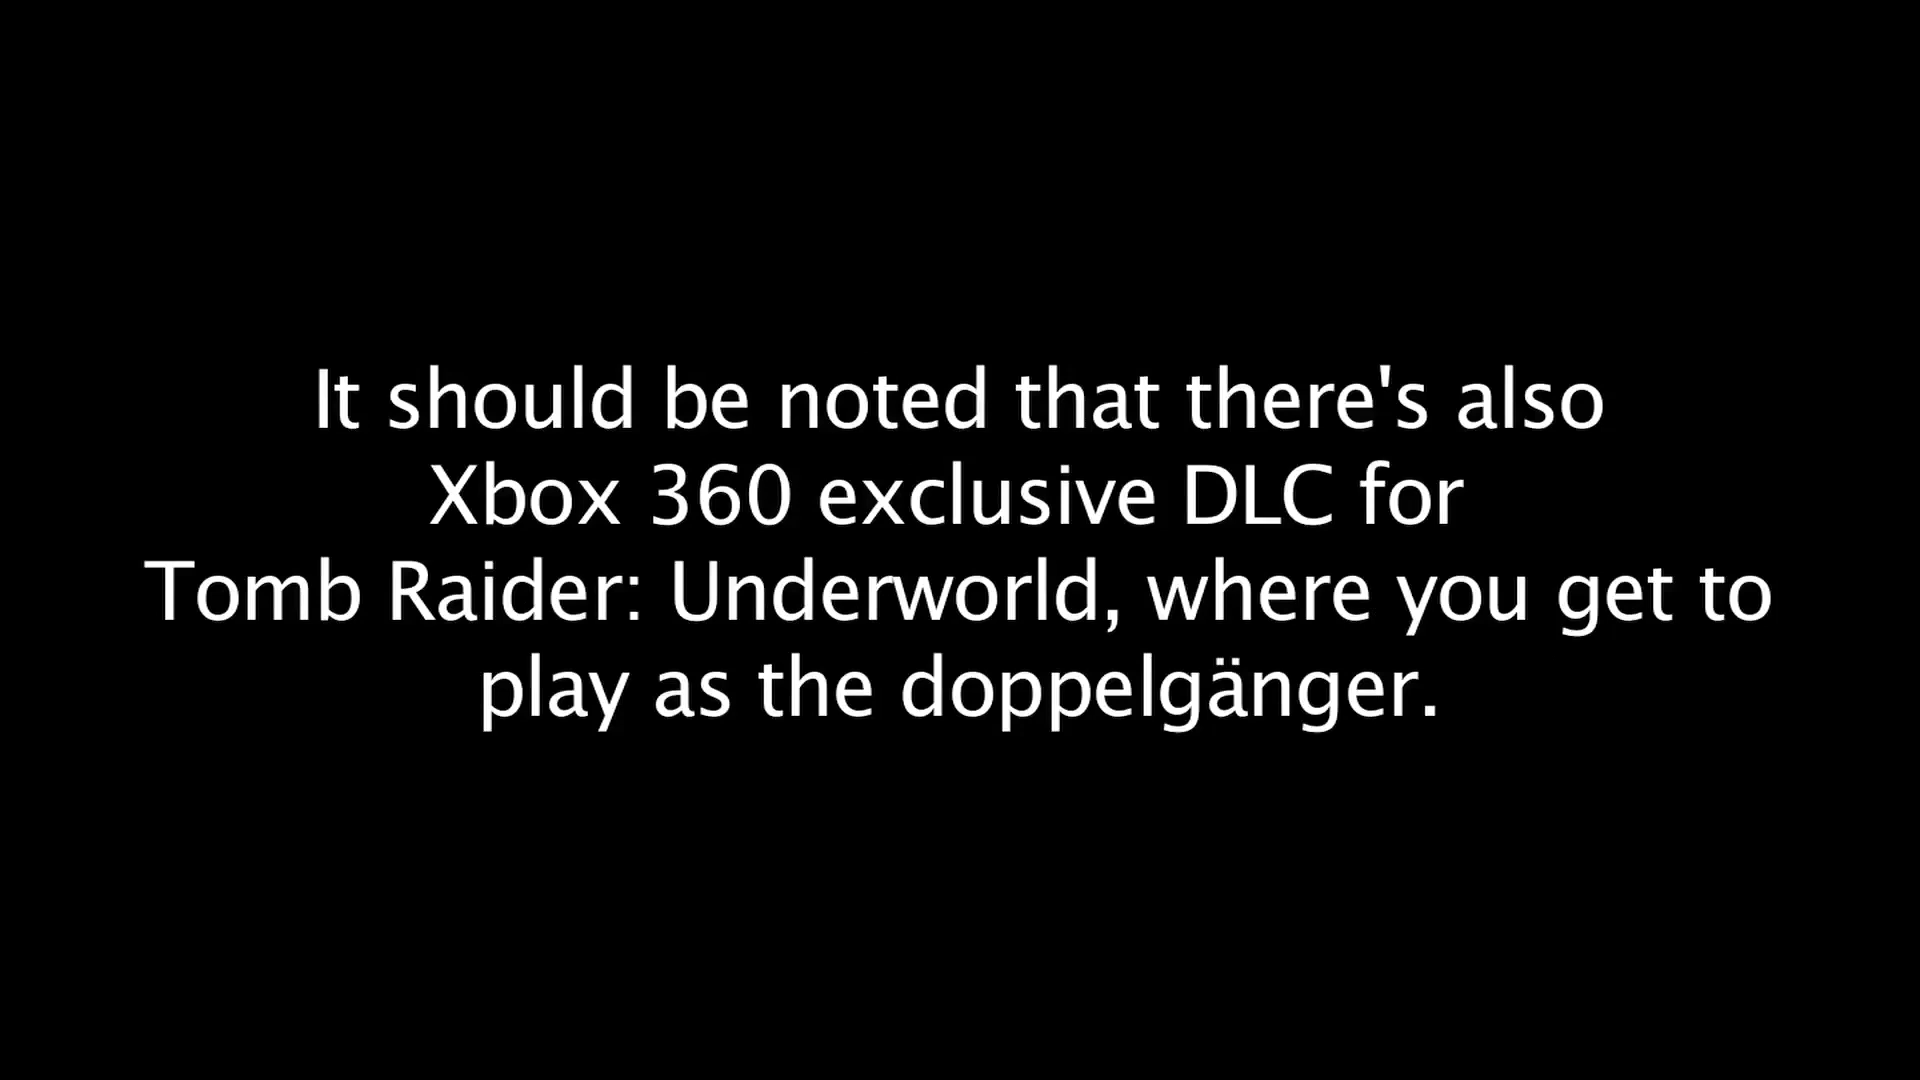 It should be noted that there's also
Xbox 360 exclusive DLC for
Tomb Raider: Underworld, where you get to
play as the doppelgänger.